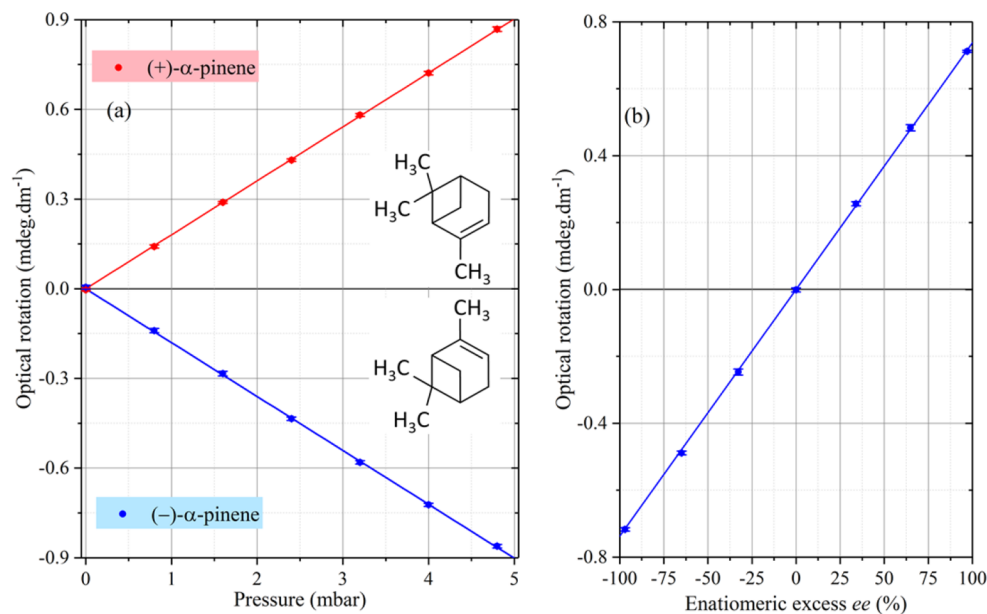 0.9
0.6
0.3
0.0
-0.3
-0.6
-0.9
Optical rotation (mdeg.dm⁻¹)
(+)-α-pinene
(a)
H₃C
H₃C
CH₃
CH₃
H₃C
H₃C
(−)-α-pinene
0 1 2 3 4 5
Pressure (mbar)
0.8
0.4
0.0
-0.4
-0.8
Optical rotation (mdeg.dm⁻¹)
(b)
-100 -75 -50 -25 0 25 50 75 100
Enatiomeric excess ee (%)